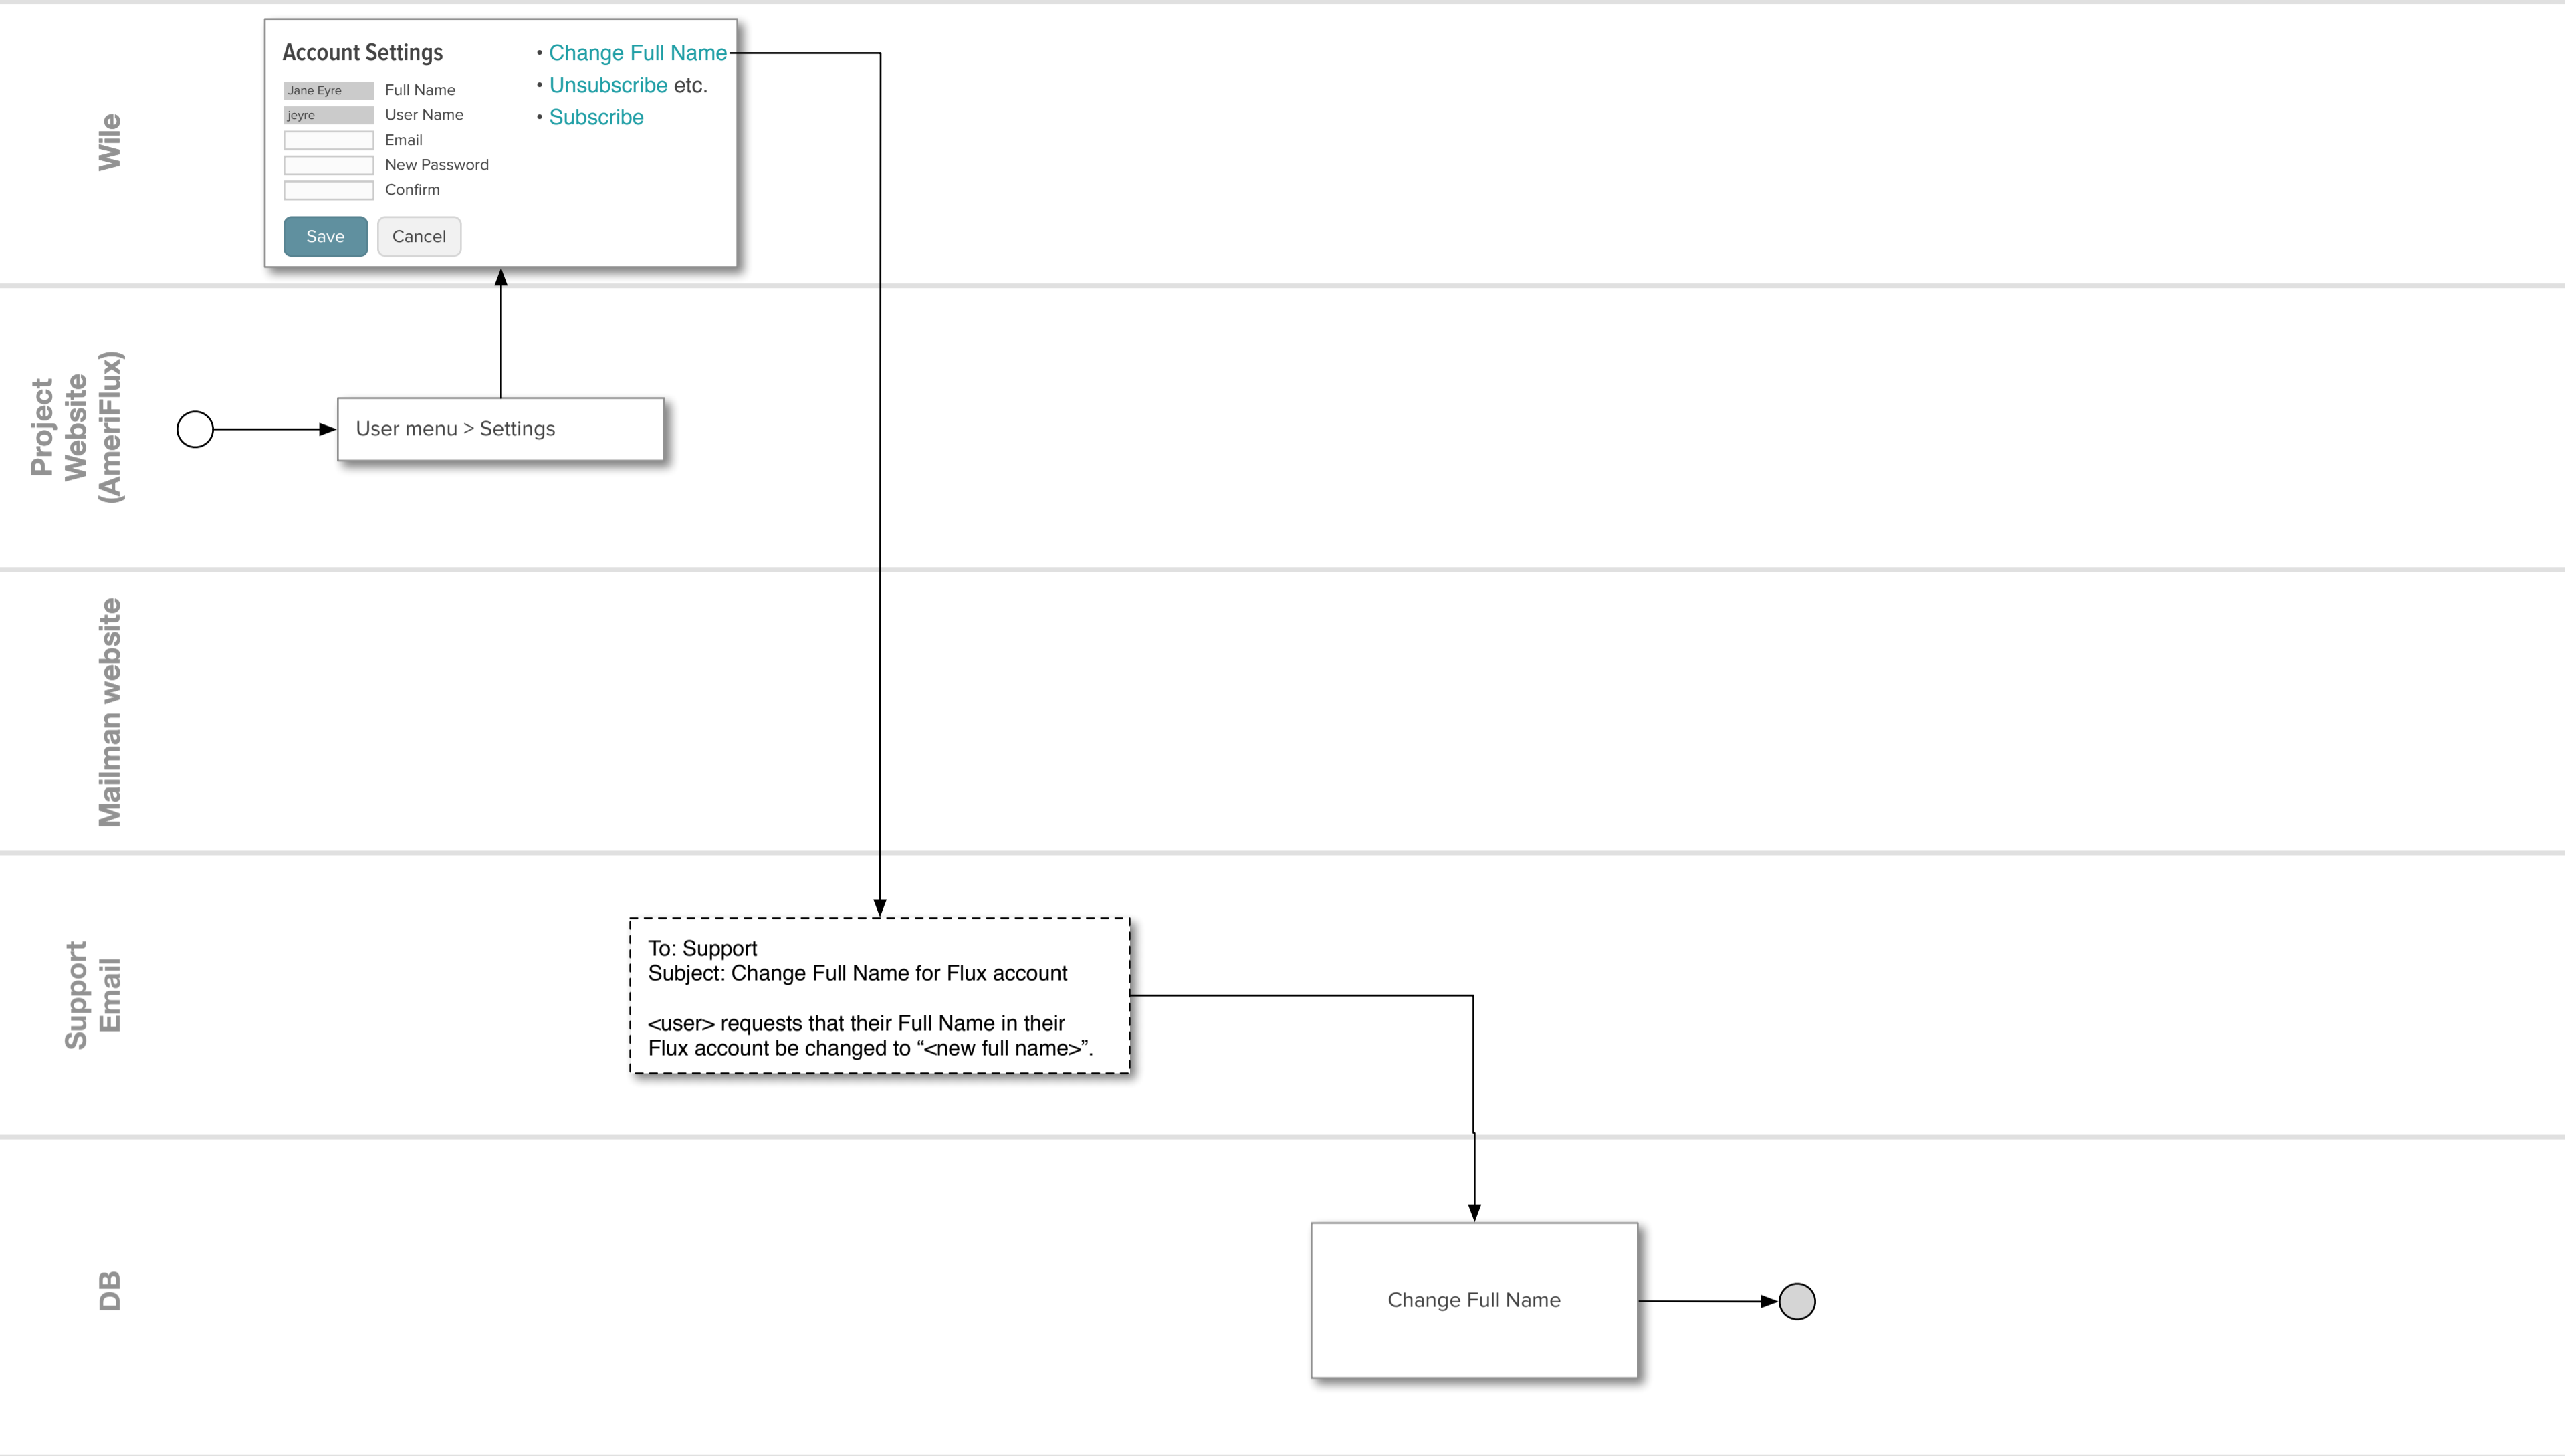 Wile
Account Settings
Jane Eyre Full Name
jeyre User Name
Email
New Password
Confirm
Save Cancel
• Change Full Name
• Unsubscribe etc.
• Subscribe
Project
Website
(AmeriFlux)
User menu > Settings
Mailman website
Support
Email
To: Support
Subject: Change Full Name for Flux account
<user> requests that their Full Name in their
Flux account be changed to “<new full name>”.
DB
Change Full Name